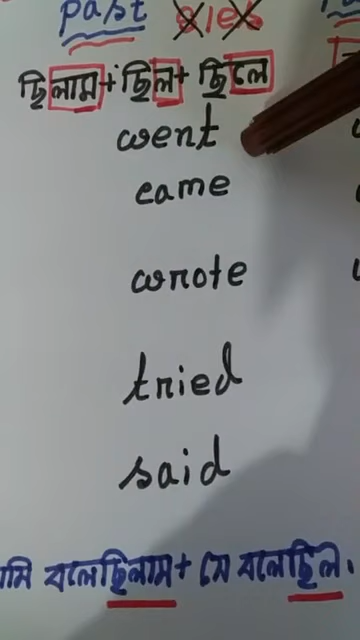 past
ছিলাম+ছিল+ছিলে
went
came
wrote
tried
said
বলেছিলাম+সে বলেছিল।